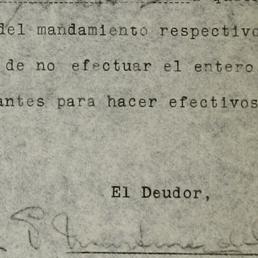 del mandamiento respectivo
de no efectuar el entero
antes para hacer efectivos
El Deudor,